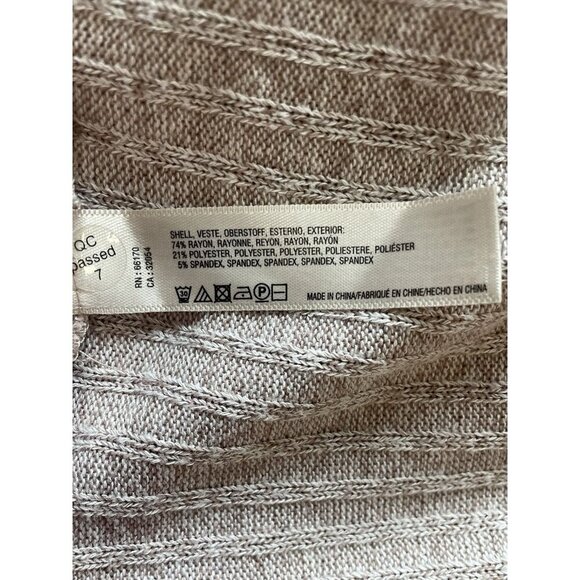 QC
Passed
7
RN: 66170
CA: 32054
SHELL, VESTE, OBERSTOFF, ESTERNO, EXTERIOR:
74% RAYON, RAYONNE, REYON, RAYON, RAYÓN
21% POLYESTER, POLYESTER, POLYESTER, POLIESTERE, POLIÉSTER
5% SPANDEX, SPANDEX, SPANDEX, SPANDEX, SPANDEX
30 P
MADE IN CHINA/FABRIQUÉ EN CHINE/HECHO EN CHINA